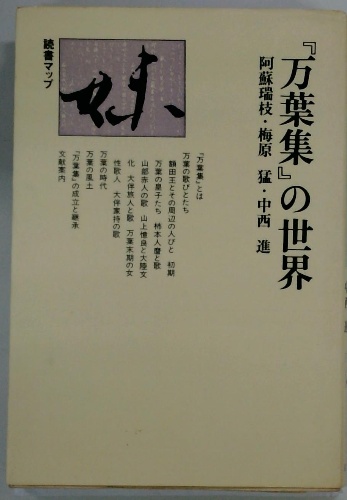 『万葉集』の世界
阿蘇瑞枝・梅原 猛・中西 進
読書マップ
妹
『万葉集』とは
万葉の歌びとたち
額田王とその周辺の人びと 初期
万葉の皇子たち 柿本人麿と歌
山部赤人の歌 山上憶良と大陸文
化 大伴旅人と歌 万葉末期の女
性歌人 大伴家持の歌
万葉の時代
万葉の風土
『万葉集』の成立と継承
文献案内